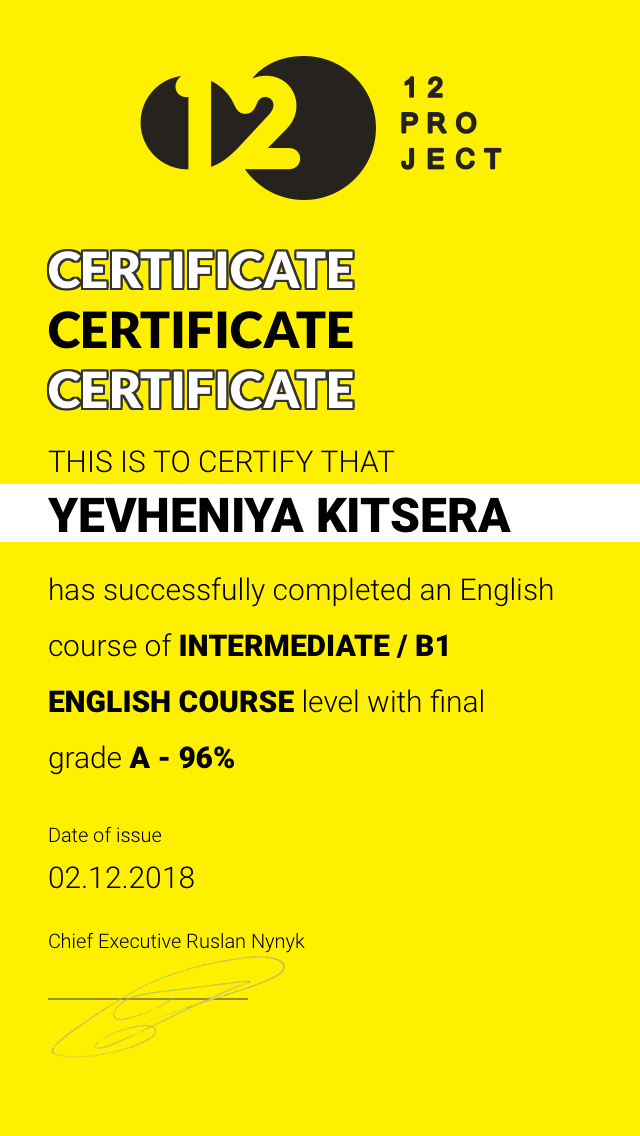 12
12
PRO
JECT
CERTIFICATE
CERTIFICATE
CERTIFICATE
THIS IS TO CERTIFY THAT
YEVHENIYA KITSERA
has successfully completed an English
course of INTERMEDIATE / B1
ENGLISH COURSE level with final
grade A - 96%
Date of issue
02.12.2018
Chief Executive Ruslan Nynyk